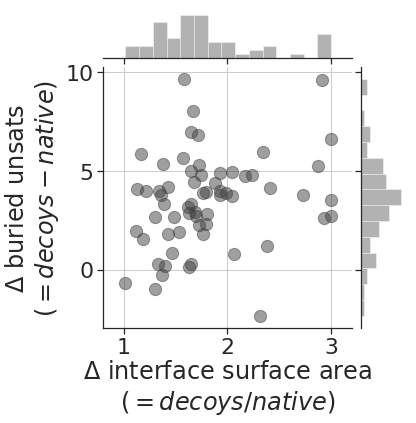 Δ buried unsats
(= decoys − native)
10
5
0
1 2 3
Δ interface surface area
(= decoys/native)